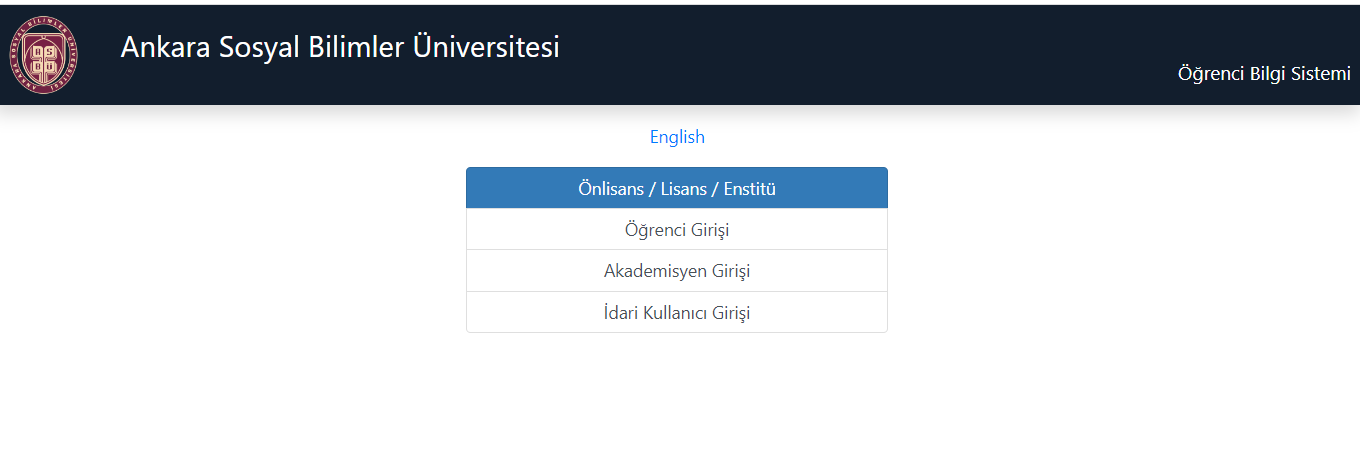 Ankara Sosyal Bilimler Üniversitesi
Öğrenci Bilgi Sistemi
English
Önlisans / Lisans / Enstitü
Öğrenci Girişi
Akademisyen Girişi
İdari Kullanıcı Girişi